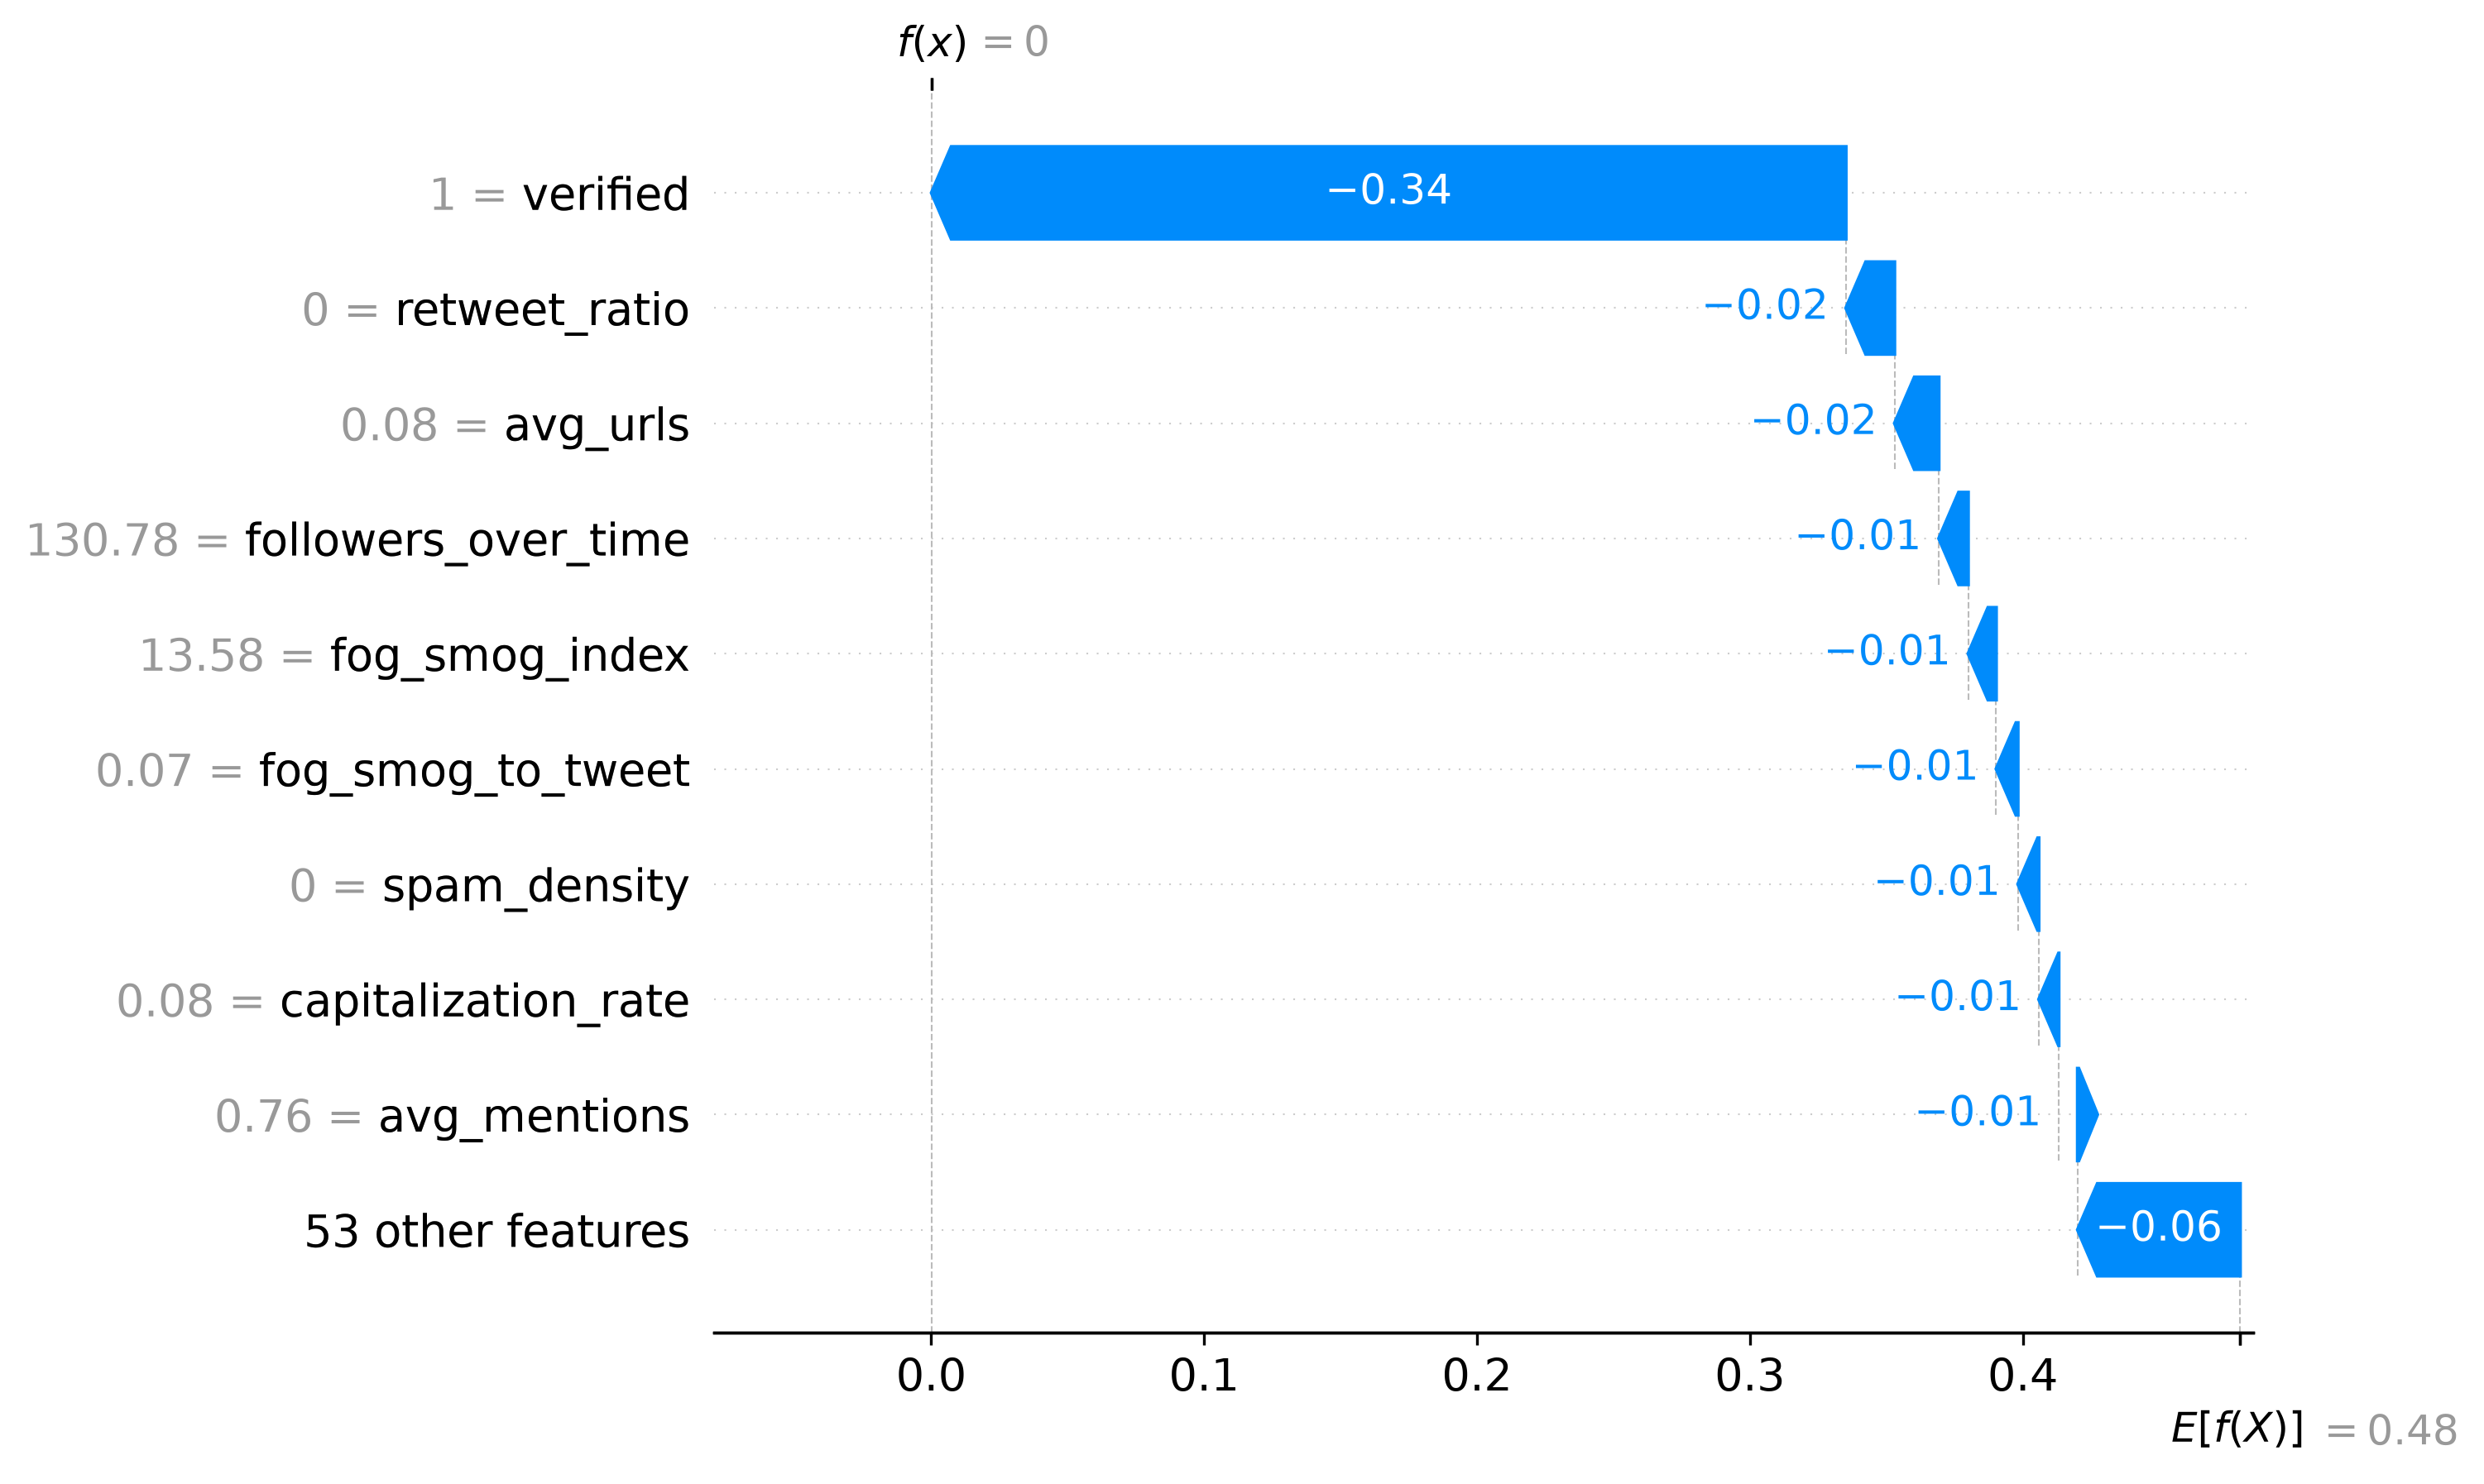 f(x) = 0
1 = verified
−0.34
0 = retweet_ratio
−0.02
0.08 = avg_urls
−0.02
130.78 = followers_over_time
−0.01
13.58 = fog_smog_index
−0.01
0.07 = fog_smog_to_tweet
−0.01
0 = spam_density
−0.01
0.08 = capitalization_rate
−0.01
0.76 = avg_mentions
−0.01
53 other features
−0.06
0.0 0.1 0.2 0.3 0.4
E[f(X)] = 0.48